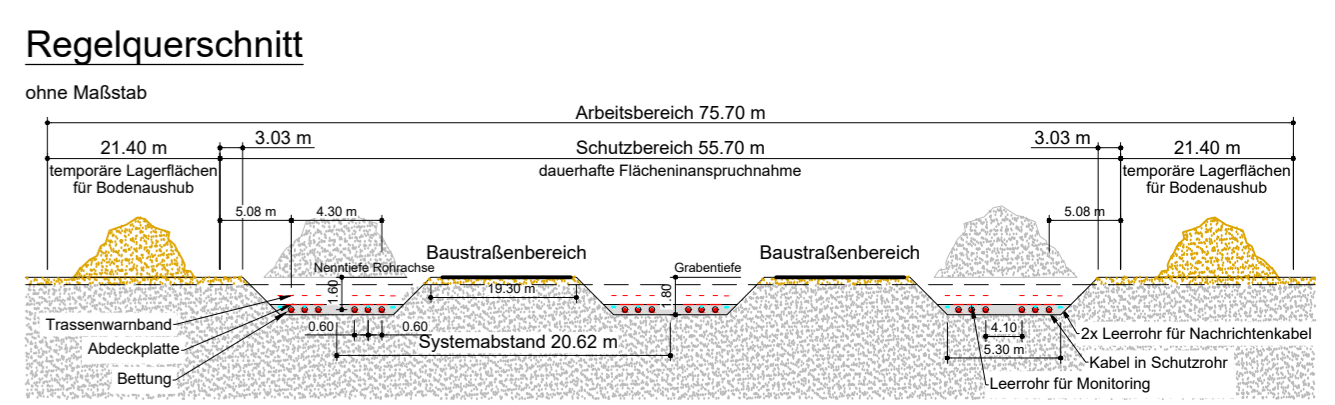 Regelquerschnitt
ohne Maßstab
Arbeitsbereich 75.70 m
21.40 m
3.03 m
Schutzbereich 55.70 m
3.03 m
21.40 m
temporäre Lagerflächen
für Bodenaushub
dauerhafte Flächeninanspruchnahme
temporäre Lagerflächen
für Bodenaushub
5.08 m
4.30 m
5.08 m
Baustraßenbereich
Baustraßenbereich
Nenntiefe Rohrachse
Grabentiefe
1.60
19.30 m
1.80
Trassenwarnband
0.60
0.60
4.10
2x Leerrohr für Nachrichtenkabel
Abdeckplatte
Systemabstand 20.62 m
5.30 m
Kabel in Schutzrohr
Bettung
Leerrohr für Monitoring